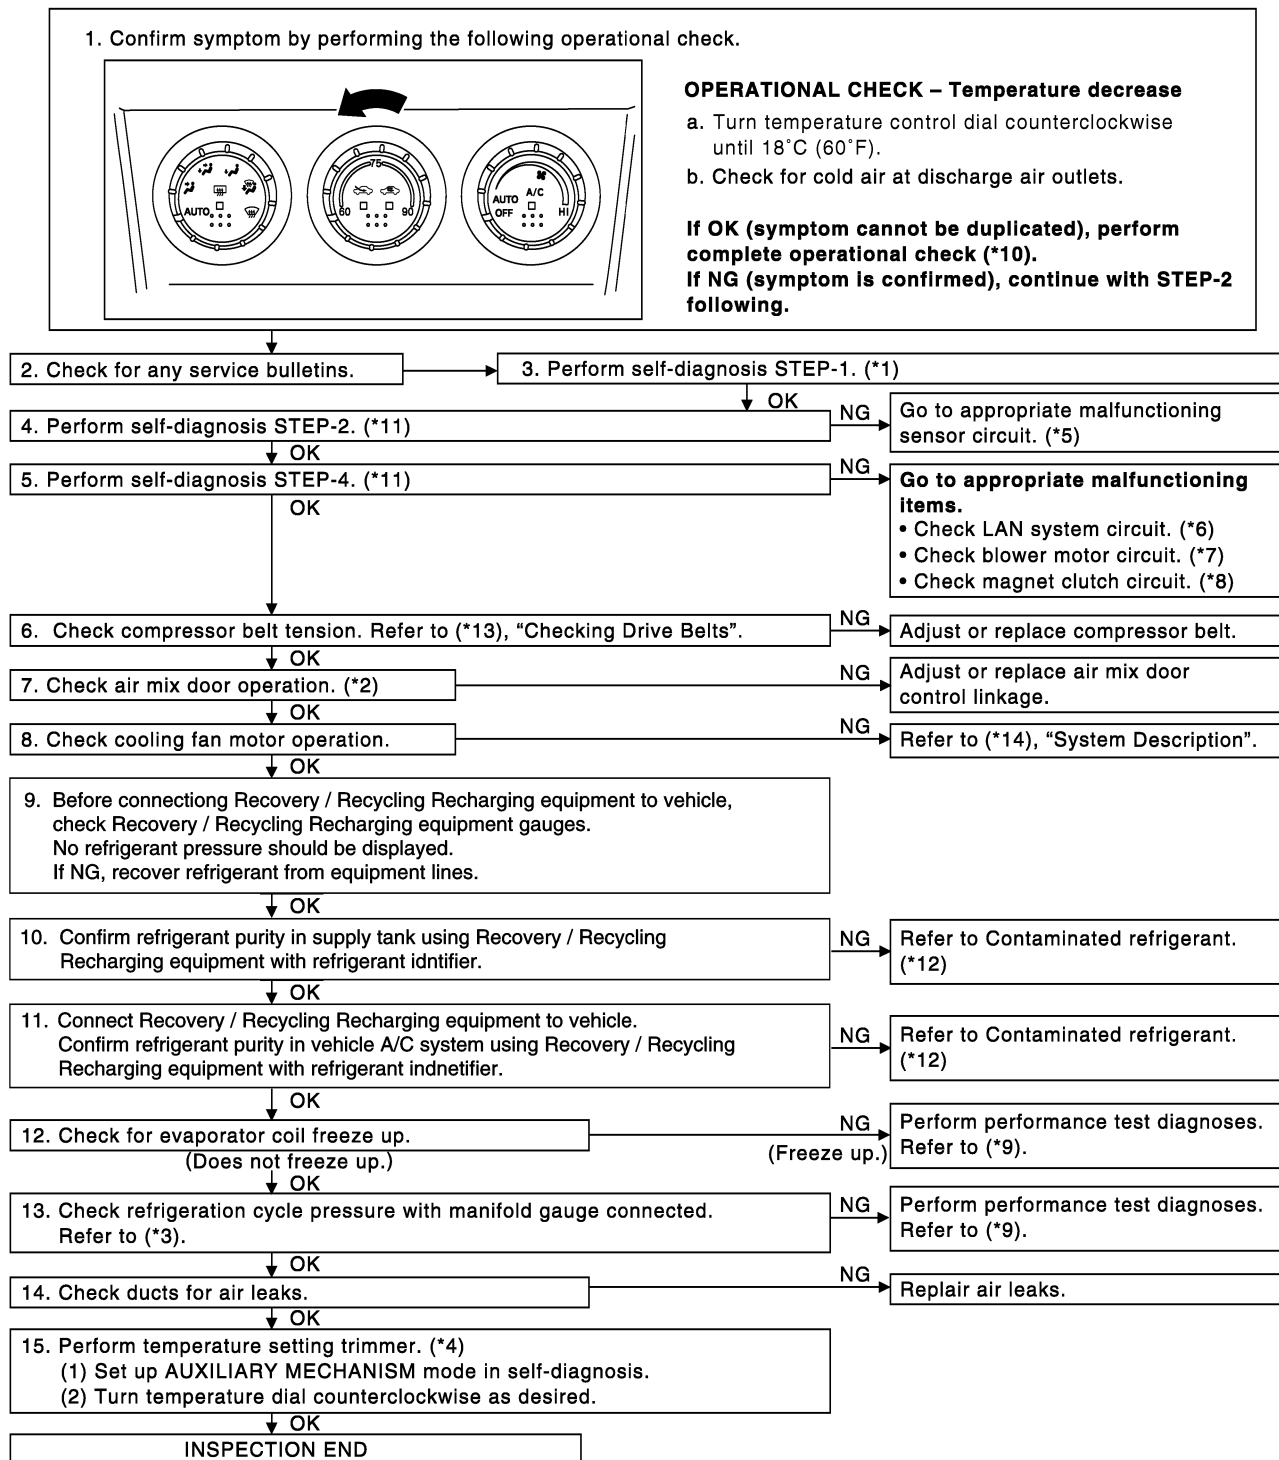 1. Confirm symptom by performing the following operational check.
AUTO
60
75
90
AUTO
OFF
A/C
HI
OPERATIONAL CHECK – Temperature decrease
a. Turn temperature control dial counterclockwise
until 18˚C (60˚F).
b. Check for cold air at discharge air outlets.
If OK (symptom cannot be duplicated), perform
complete operational check (*10).
If NG (symptom is confirmed), continue with STEP-2
following.
2. Check for any service bulletins.
3. Perform self-diagnosis STEP-1. (*1)
OK
4. Perform self-diagnosis STEP-2. (*11)
NG
Go to appropriate malfunctioning
sensor circuit. (*5)
OK
5. Perform self-diagnosis STEP-4. (*11)
NG
Go to appropriate malfunctioning
items.
• Check LAN system circuit. (*6)
• Check blower motor circuit. (*7)
• Check magnet clutch circuit. (*8)
OK
6. Check compressor belt tension. Refer to (*13), “Checking Drive Belts”.
NG
Adjust or replace compressor belt.
OK
7. Check air mix door operation. (*2)
NG
Adjust or replace air mix door
control linkage.
OK
8. Check cooling fan motor operation.
NG
Refer to (*14), “System Description”.
OK
9. Before connectiong Recovery / Recycling Recharging equipment to vehicle,
check Recovery / Recycling Recharging equipment gauges.
No refrigerant pressure should be displayed.
If NG, recover refrigerant from equipment lines.
OK
10. Confirm refrigerant purity in supply tank using Recovery / Recycling
Recharging equipment with refrigerant idntifier.
NG
Refer to Contaminated refrigerant.
(*12)
OK
11. Connect Recovery / Recycling Recharging equipment to vehicle.
Confirm refrigerant purity in vehicle A/C system using Recovery / Recycling
Recharging equipment with refrigerant indnetifier.
NG
Refer to Contaminated refrigerant.
(*12)
OK
12. Check for evaporator coil freeze up.
NG
(Freeze up.)
Perform performance test diagnoses.
Refer to (*9).
(Does not freeze up.)
OK
13. Check refrigeration cycle pressure with manifold gauge connected.
Refer to (*3).
NG
Perform performance test diagnoses.
Refer to (*9).
OK
14. Check ducts for air leaks.
NG
Replair air leaks.
OK
15. Perform temperature setting trimmer. (*4)
(1) Set up AUXILIARY MECHANISM mode in self-diagnosis.
(2) Turn temperature dial counterclockwise as desired.
OK
INSPECTION END